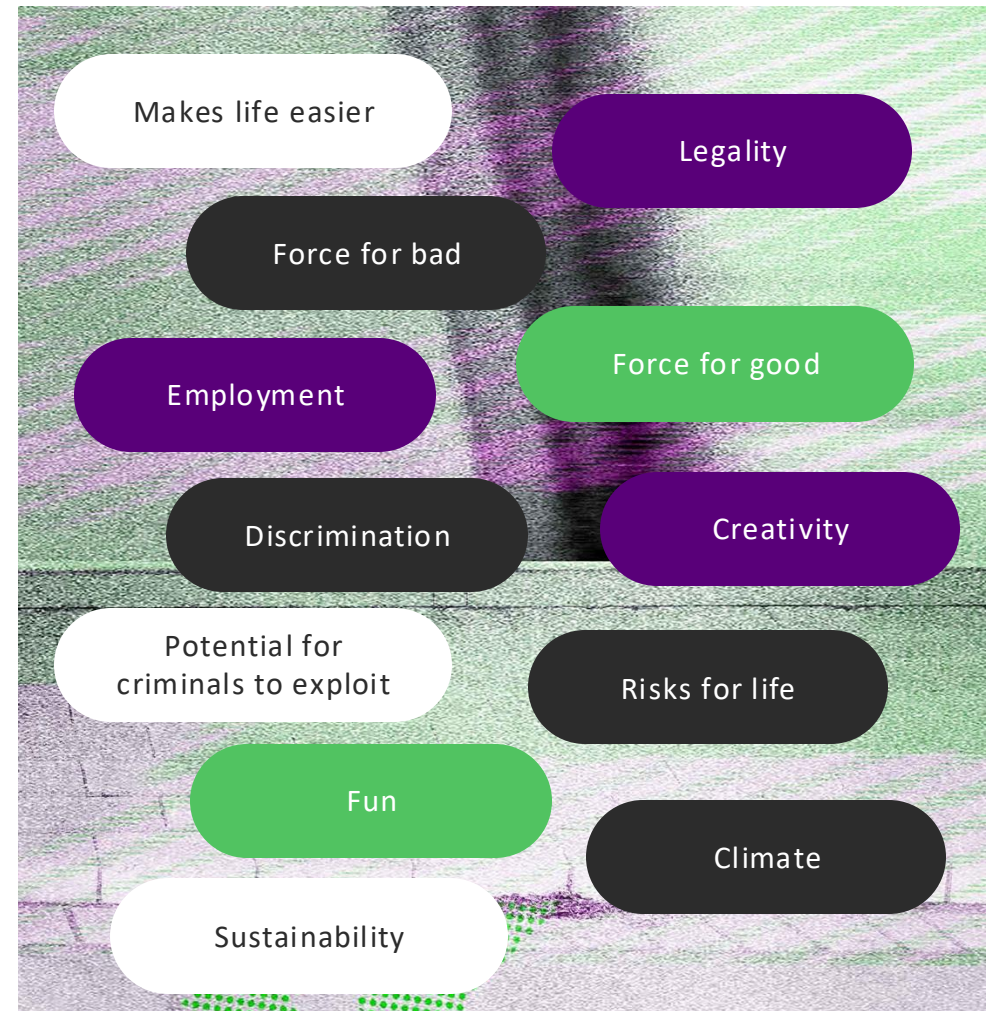 Makes life easier
Legality
Force for bad
Force for good
Employment
Creativity
Discrimination
Potential for
criminals to exploit
Risks for life
Fun
Climate
Sustainability